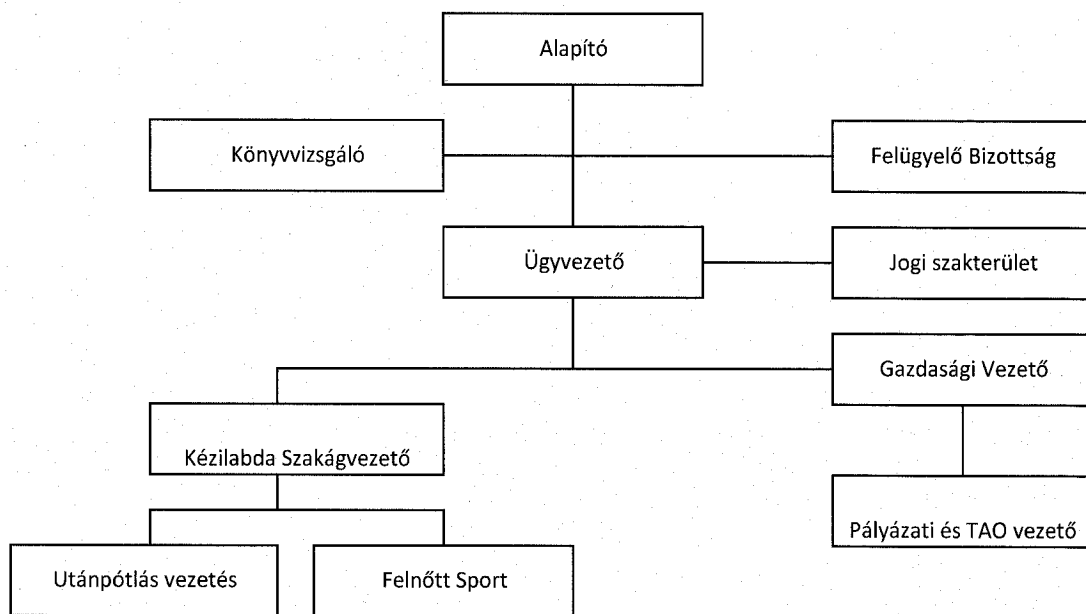 Alapító
Könyvvizsgáló
Felügyelő Bizottság
Ügyvezető
Jogi szakterület
Gazdasági Vezető
Kézilabda Szakágvezető
Pályázati és TAO vezető
Utánpótlás vezetés
Felnőtt Sport